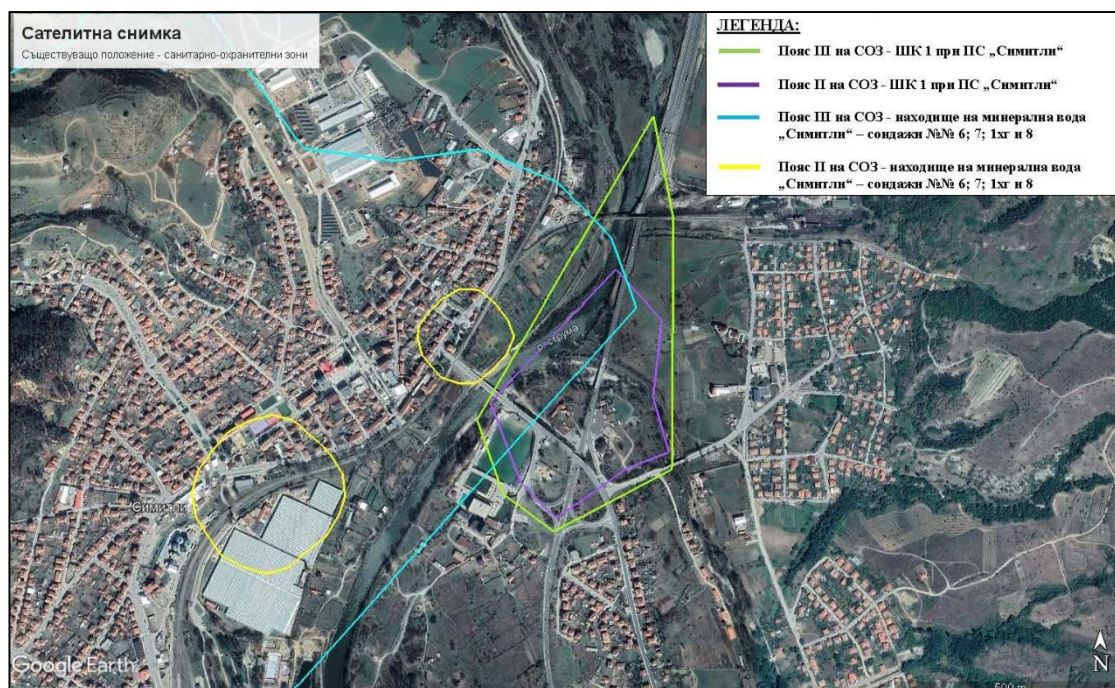 Сателитна снимка
Съществуващо положение - санитарно-охранителни зони
ЛЕГЕНДА:
Пояс III на СОЗ - ШК 1 при ПС „Симитли“
Пояс II на СОЗ - ШК 1 при ПС „Симитли“
Пояс III на СОЗ - находище на минерална вода
„Симитли“ – сондажи №№ 6; 7; 1хг и 8
Пояс II на СОЗ - находище на минерална вода
„Симитли“ – сондажи №№ 6; 7; 1хг и 8
р. струма
Симитли
Google Earth
N
500 m